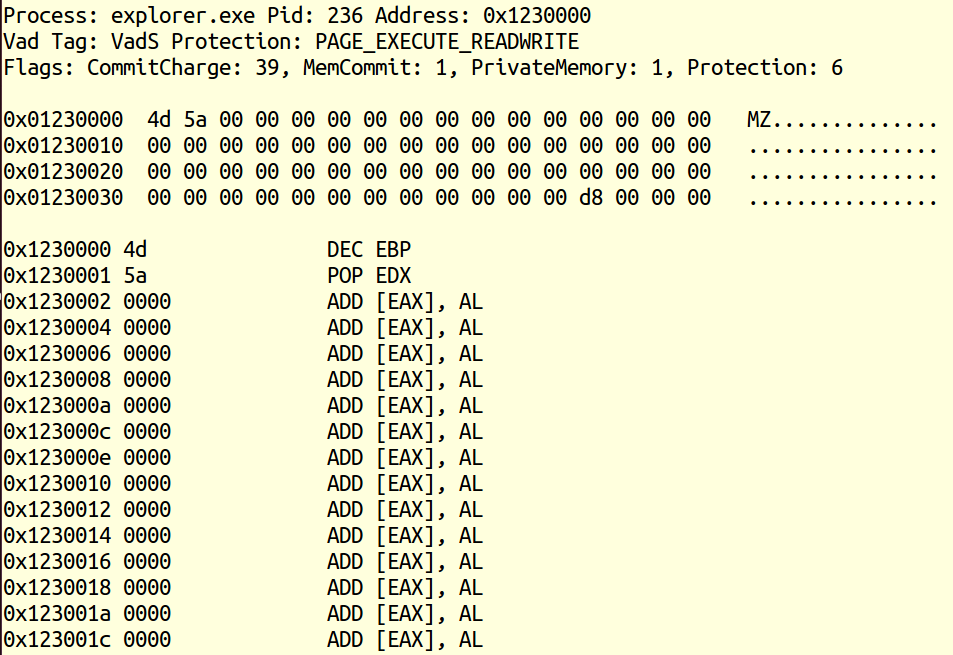 Process: explorer.exe Pid: 236 Address: 0x1230000
Vad Tag: VadS Protection: PAGE_EXECUTE_READWRITE
Flags: CommitCharge: 39, MemCommit: 1, PrivateMemory: 1, Protection: 6
0x01230000 4d 5a 00 00 00 00 00 00 00 00 00 00 00 00 00 00 MZ..............
0x01230010 00 00 00 00 00 00 00 00 00 00 00 00 00 00 00 00 ................
0x01230020 00 00 00 00 00 00 00 00 00 00 00 00 00 00 00 00 ................
0x01230030 00 00 00 00 00 00 00 00 00 00 00 00 d8 00 00 00 ................
0x1230000 4d DEC EBP
0x1230001 5a POP EDX
0x1230002 0000 ADD [EAX], AL
0x1230004 0000 ADD [EAX], AL
0x1230006 0000 ADD [EAX], AL
0x1230008 0000 ADD [EAX], AL
0x123000a 0000 ADD [EAX], AL
0x123000c 0000 ADD [EAX], AL
0x123000e 0000 ADD [EAX], AL
0x1230010 0000 ADD [EAX], AL
0x1230012 0000 ADD [EAX], AL
0x1230014 0000 ADD [EAX], AL
0x1230016 0000 ADD [EAX], AL
0x1230018 0000 ADD [EAX], AL
0x123001a 0000 ADD [EAX], AL
0x123001c 0000 ADD [EAX], AL